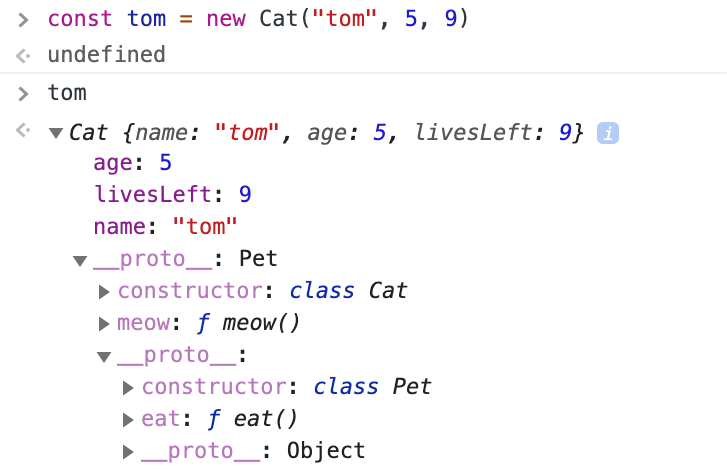 > const tom = new Cat("tom", 5, 9)
undefined
> tom
Cat {name: "tom", age: 5, livesLeft: 9} i
age: 5
livesLeft: 9
name: "tom"
__proto__: Pet
constructor: class Cat
meow: ƒ meow()
__proto__:
constructor: class Pet
eat: ƒ eat()
__proto__: Object